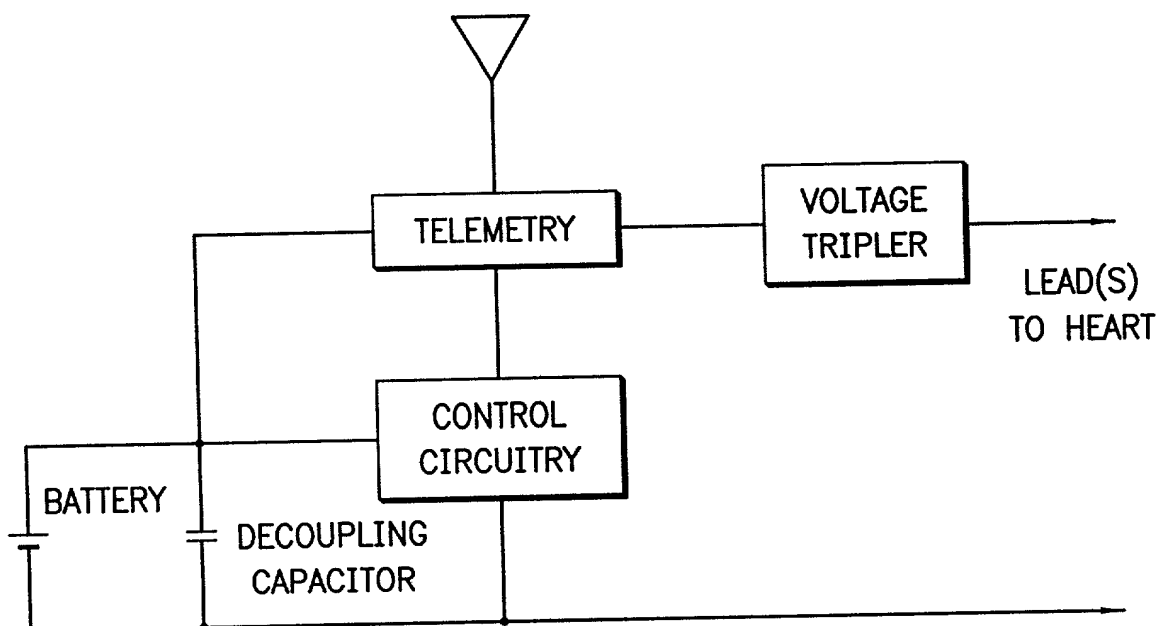 TELEMETRY
VOLTAGE
TRIPLER
LEAD(S)
TO HEART
CONTROL
CIRCUITRY
BATTERY
DECOUPLING
CAPACITOR